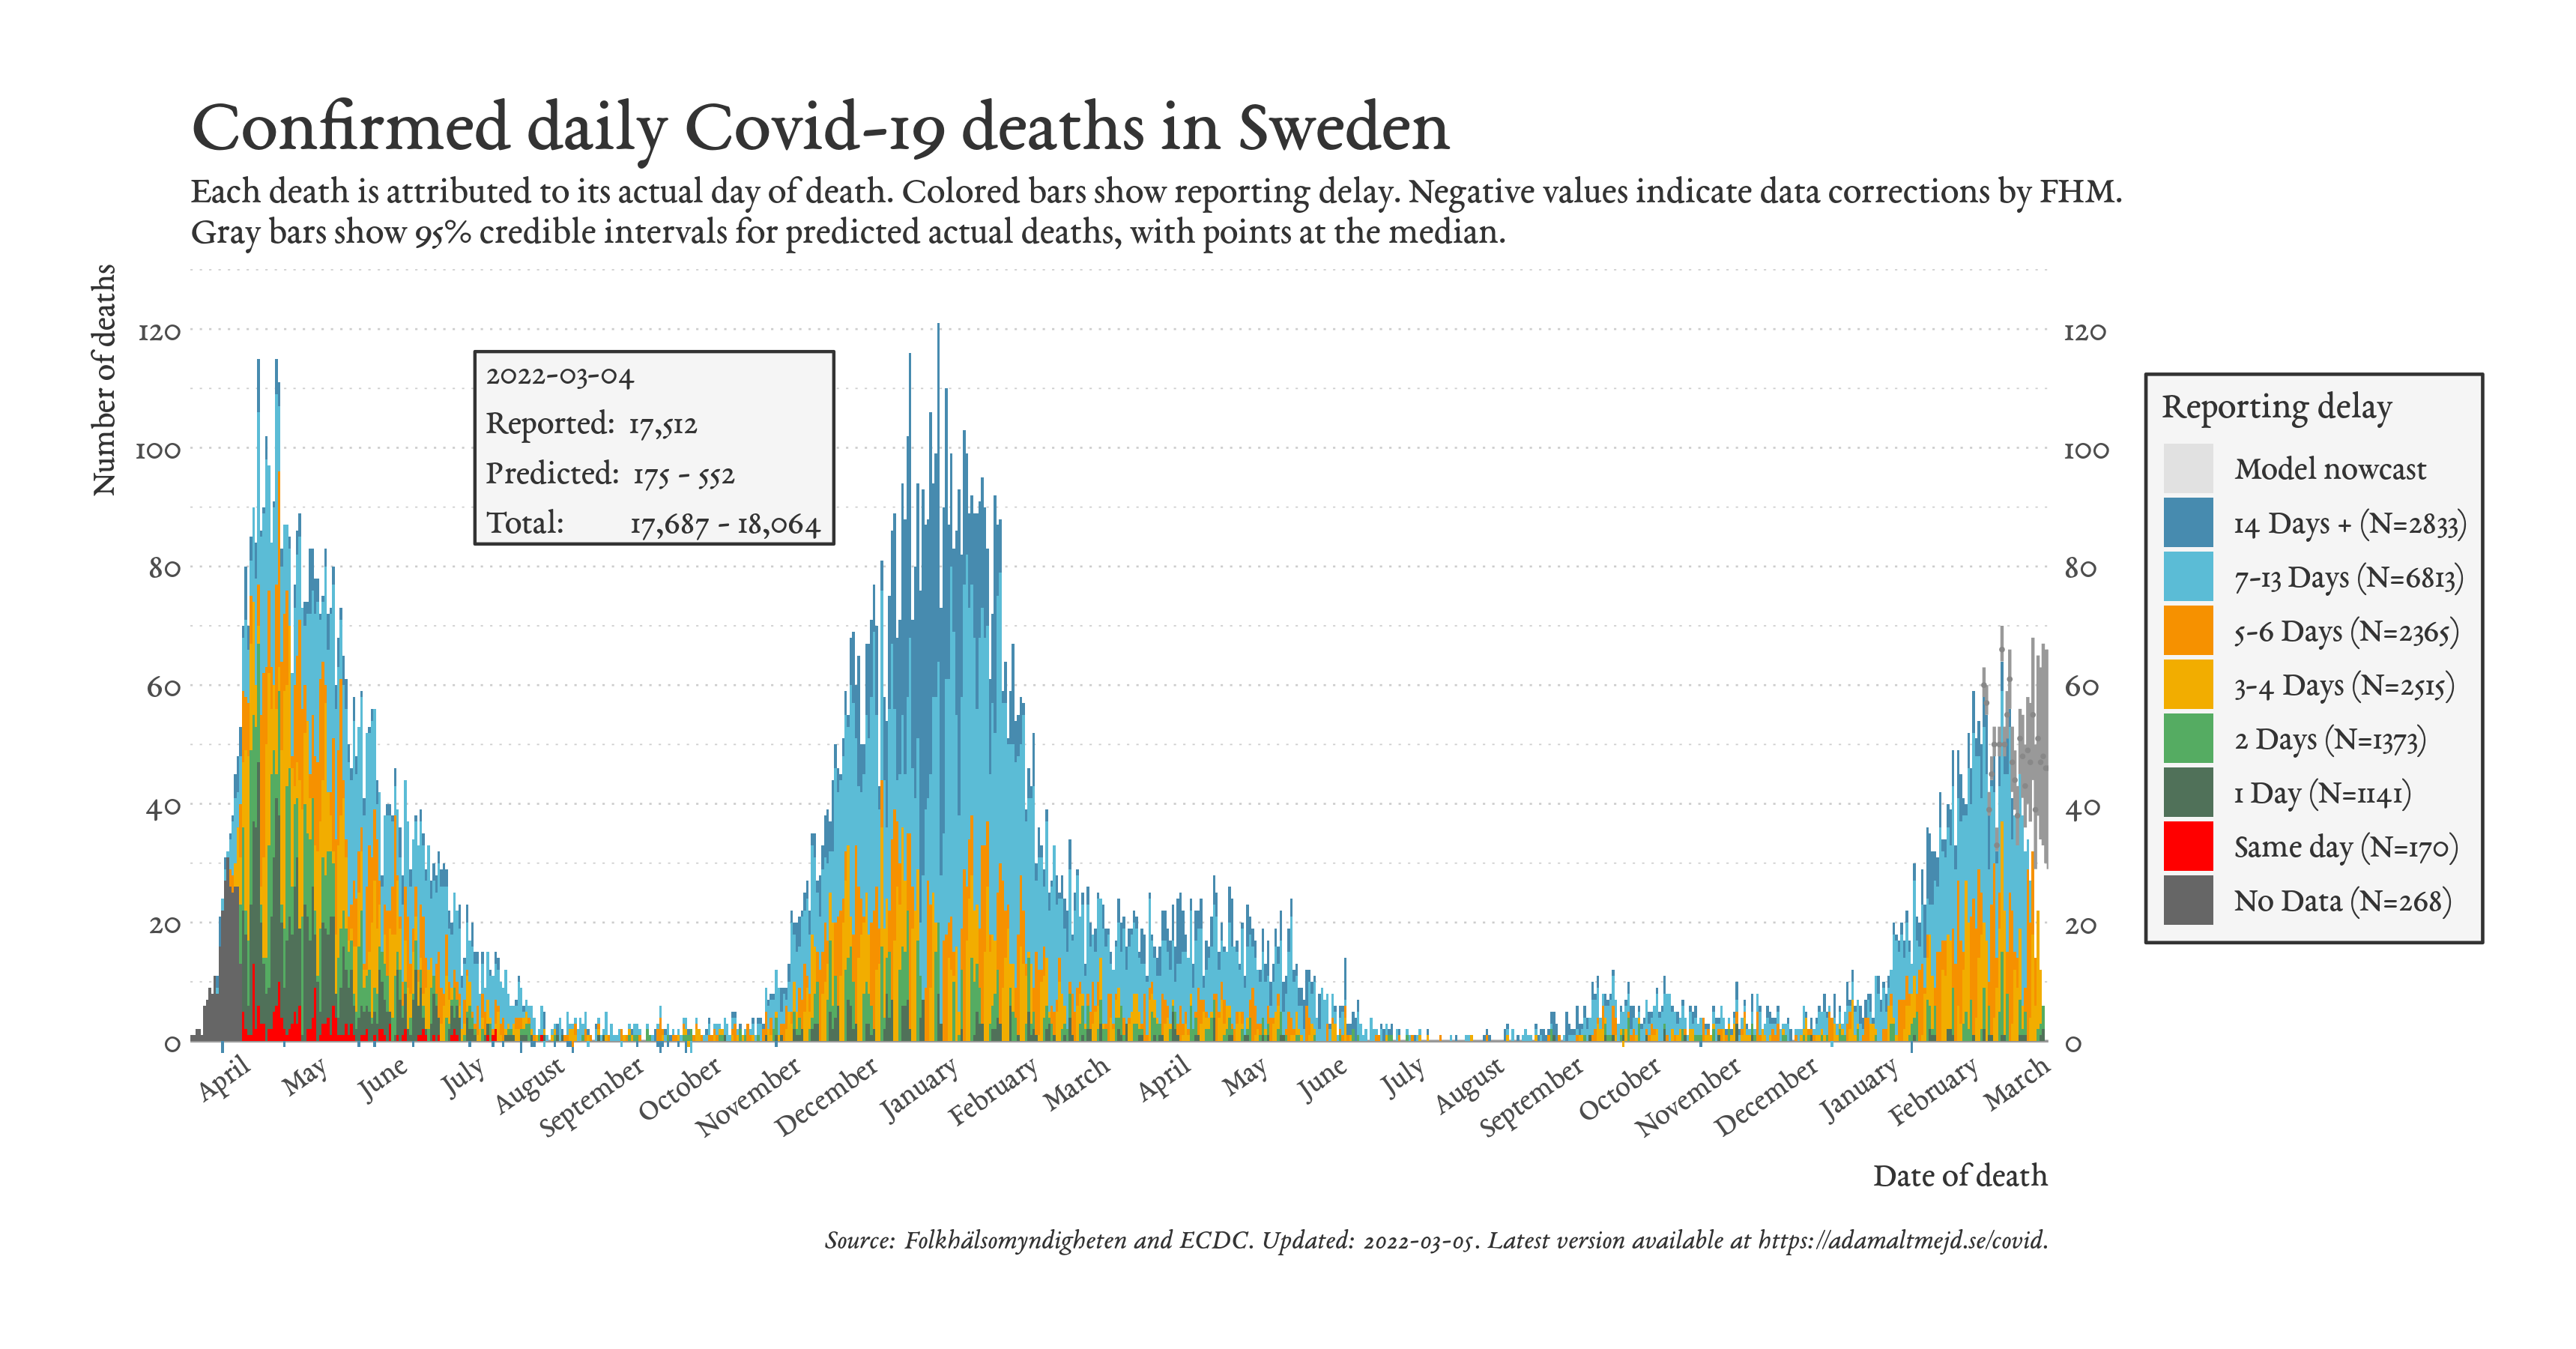 Confirmed daily Covid-19 deaths in Sweden
Each death is attributed to its actual day of death. Colored bars show reporting delay. Negative values indicate data corrections by FHM.
Gray bars show 95% credible intervals for predicted actual deaths, with points at the median.
Number of deaths
120
100
80
60
40
20
0
2022-03-04
Reported: 17,512
Predicted: 175 - 552
Total: 17,687 - 18,064
120
100
80
60
40
20
0
Reporting delay
Model nowcast
14 Days + (N=2833)
7-13 Days (N=6813)
5-6 Days (N=2365)
3-4 Days (N=2515)
2 Days (N=1373)
1 Day (N=1141)
Same day (N=170)
No Data (N=268)
April
May
June
July
August
September
October
November
December
January
February
March
April
May
June
July
August
September
October
November
December
January
February
March
Date of death
Source: Folkhälsomyndigheten and ECDC. Updated: 2022-03-05. Latest version available at https://adamaltmejd.se/covid.